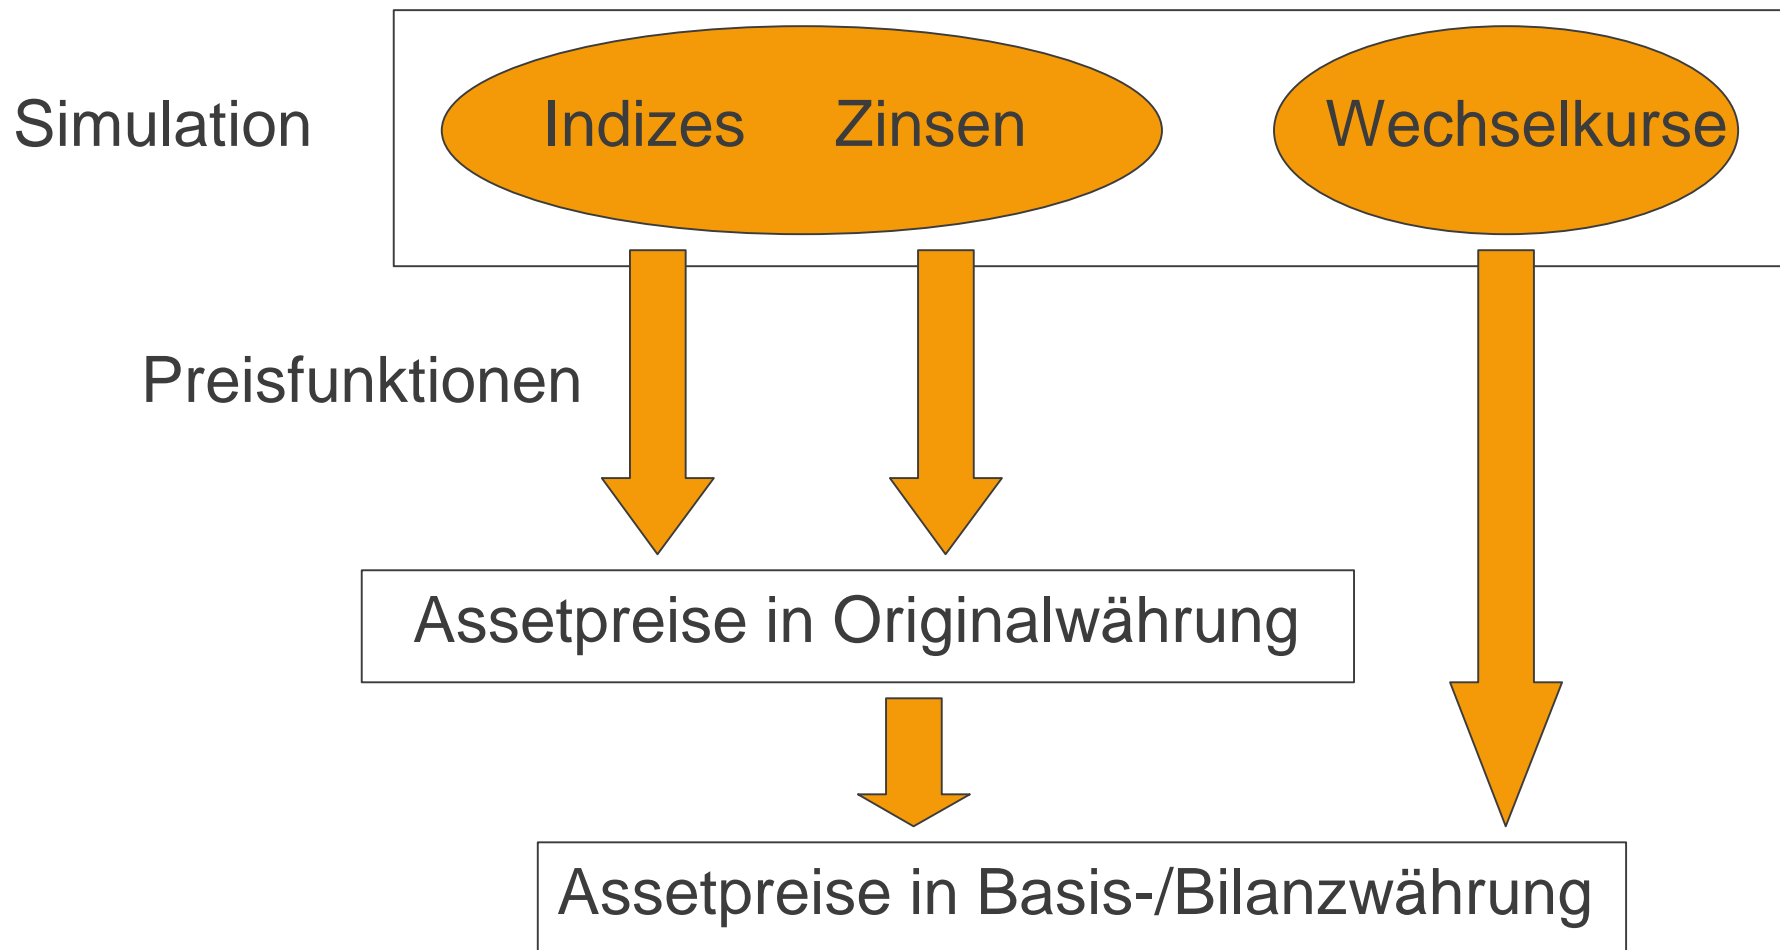 Simulation Indizes Zinsen Wechselkurse
Preisfunktionen
Assetpreise in Originalwährung
Assetpreise in Basis-/Bilanzwährung